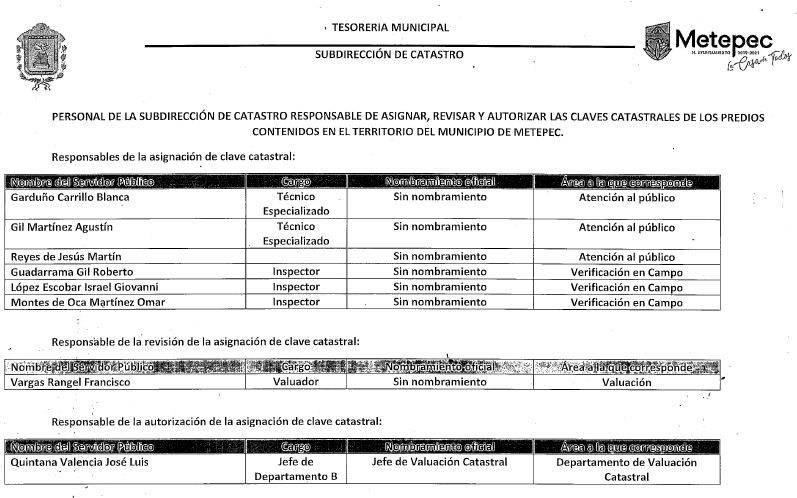 TESORERIA MUNICIPAL
SUBDIRECCIÓN DE CATASTRO
Metepec
H. AYUNTAMIENTO 2019-2021
La Casa de Todos
PERSONAL DE LA SUBDIRECCIÓN DE CATASTRO RESPONSABLE DE ASIGNAR, REVISAR Y AUTORIZAR LAS CLAVES CATASTRALES DE LOS PREDIOS
CONTENIDOS EN EL TERRITORIO DEL MUNICIPIO DE METEPEC.
Responsables de la asignación de clave catastral:
Nombre del Servidor Público Cargo Nombramiento oficial Área a la que corresponde
Garduño Carrillo Blanca Técnico Especializado Sin nombramiento Atención al público
Gil Martínez Agustín Técnico Especializado Sin nombramiento Atención al público
Reyes de Jesús Martín Sin nombramiento Atención al público
Guadarrama Gil Roberto Inspector Sin nombramiento Verificación en Campo
López Escobar Israel Giovanni Inspector Sin nombramiento Verificación en Campo
Montes de Oca Martínez Omar Inspector Sin nombramiento Verificación en Campo
Responsable de la revisión de la asignación de clave catastral:
Nombre del Servidor Público Cargo Nombramiento oficial Área a la que corresponde
Vargas Rangel Francisco Valuador Sin nombramiento Valuación
Responsable de la autorización de la asignación de clave catastral:
Nombre del Servidor Público Cargo Nombramiento oficial Área a la que corresponde
Quintana Valencia José Luis Jefe de Departamento B Jefe de Valuación Catastral Departamento de Valuación Catastral